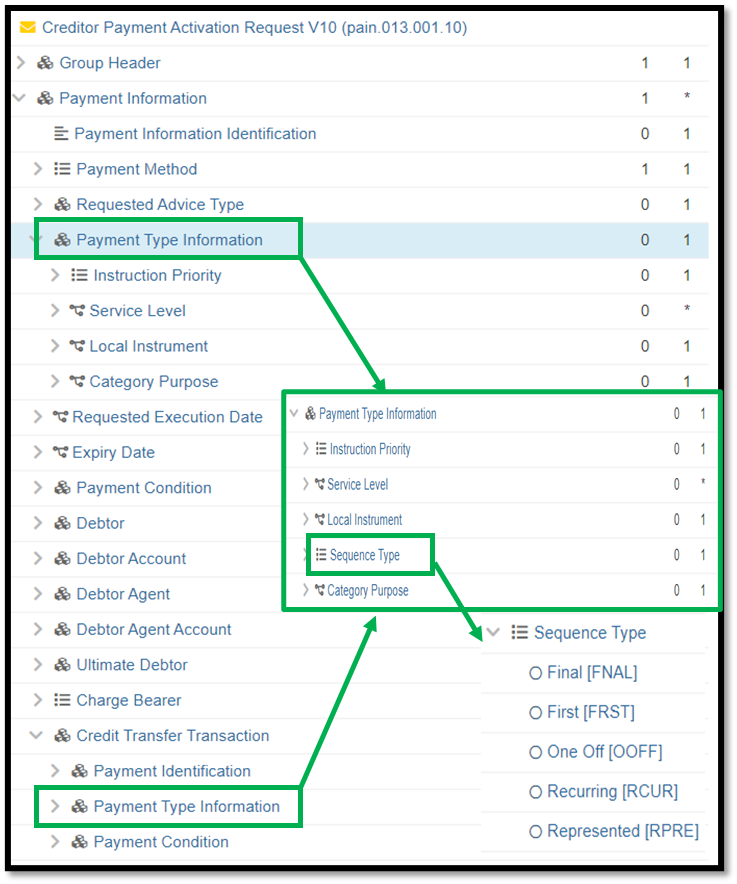 Creditor Payment Activation Request V10 (pain.013.001.10)
Group Header 1 1
Payment Information 1 *
Payment Information Identification 0 1
Payment Method 1 1
Requested Advice Type 0 1
Payment Type Information 0 1
Instruction Priority 0 1
Service Level 0 *
Local Instrument 0 1
Category Purpose 0 1
Requested Execution Date
Expiry Date
Payment Condition
Debtor
Debtor Account
Debtor Agent
Debtor Agent Account
Ultimate Debtor
Charge Bearer
Credit Transfer Transaction
Payment Identification
Payment Type Information
Payment Condition
Payment Type Information 0 1
Instruction Priority 0 1
Service Level 0 *
Local Instrument 0 1
Sequence Type 0 1
Category Purpose 0 1
Sequence Type
Final [FNAL]
First [FRST]
One Off [OOFF]
Recurring [RCUR]
Represented [RPRE]